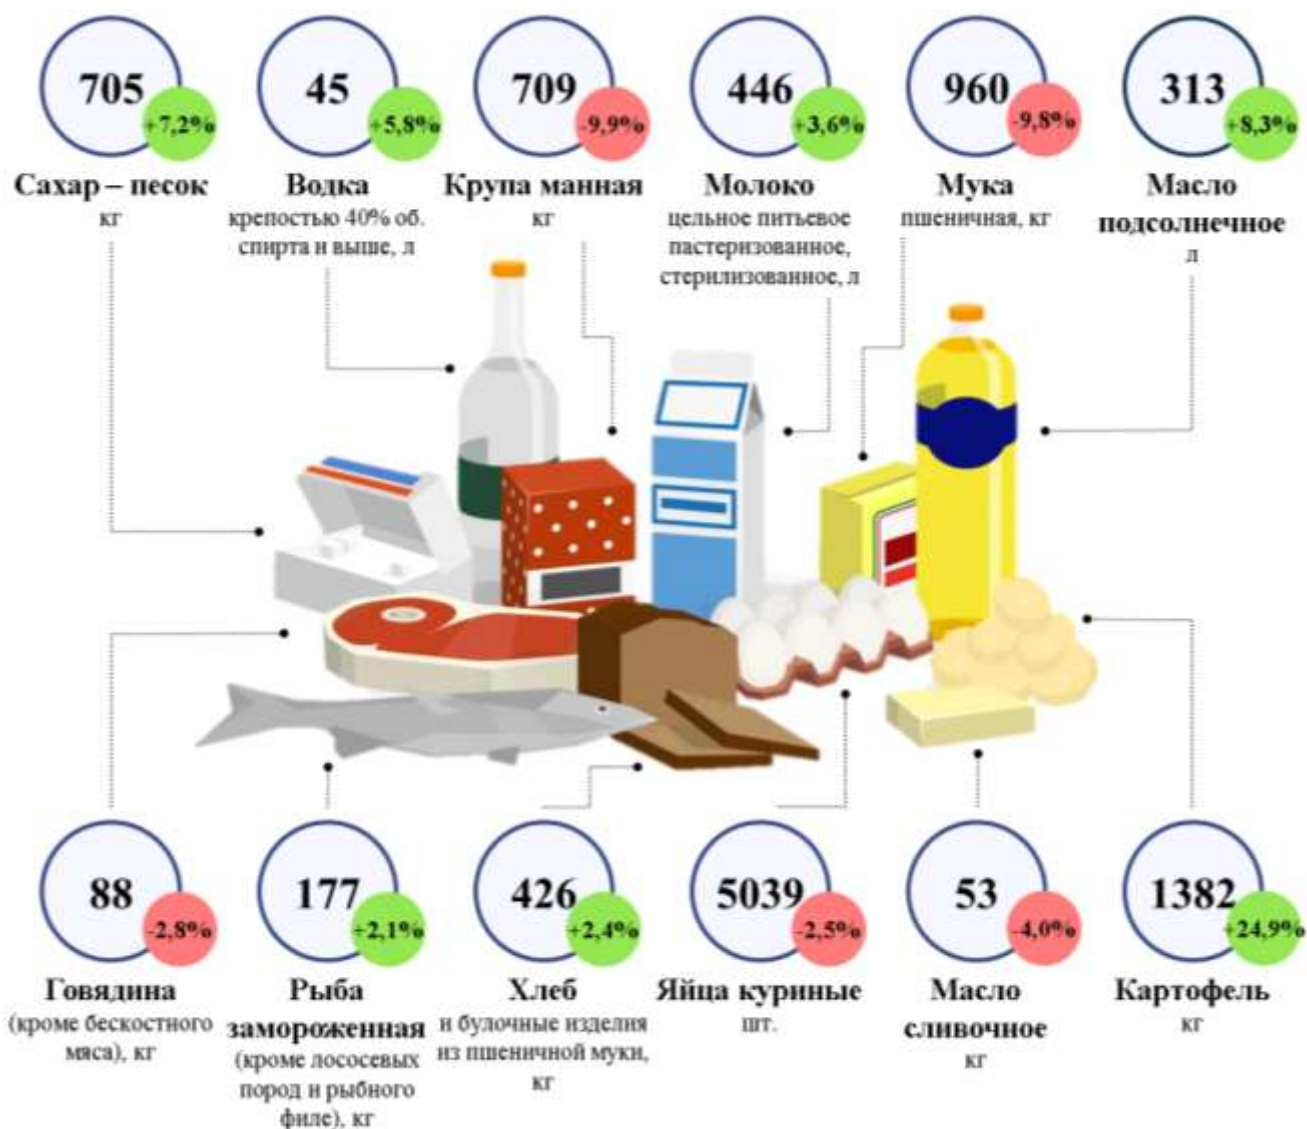 705
+7,2%
Сахар – песок
кг
45
+5,8%
Водка
крепостью 40% об.
спирта и выше, л
709
-9,9%
Крупа манная
кг
446
+3,6%
Молоко
цельное питьевое
пастеризованное,
стерилизованное, л
960
-9,8%
Мука
пшеничная, кг
313
+8,3%
Масло
подсолнечное
л
88
-2,8%
Говядина
(кроме бескостного
мяса), кг
177
+2,1%
Рыба
замороженная
(кроме лососевых
пород и рыбного
филе), кг
426
+2,4%
Хлеб
и булочные изделия
из пшеничной муки,
кг
5039
-2,5%
Яйца куриные
шт.
53
-4,0%
Масло
сливочное
кг
1382
+24,9%
Картофель
кг